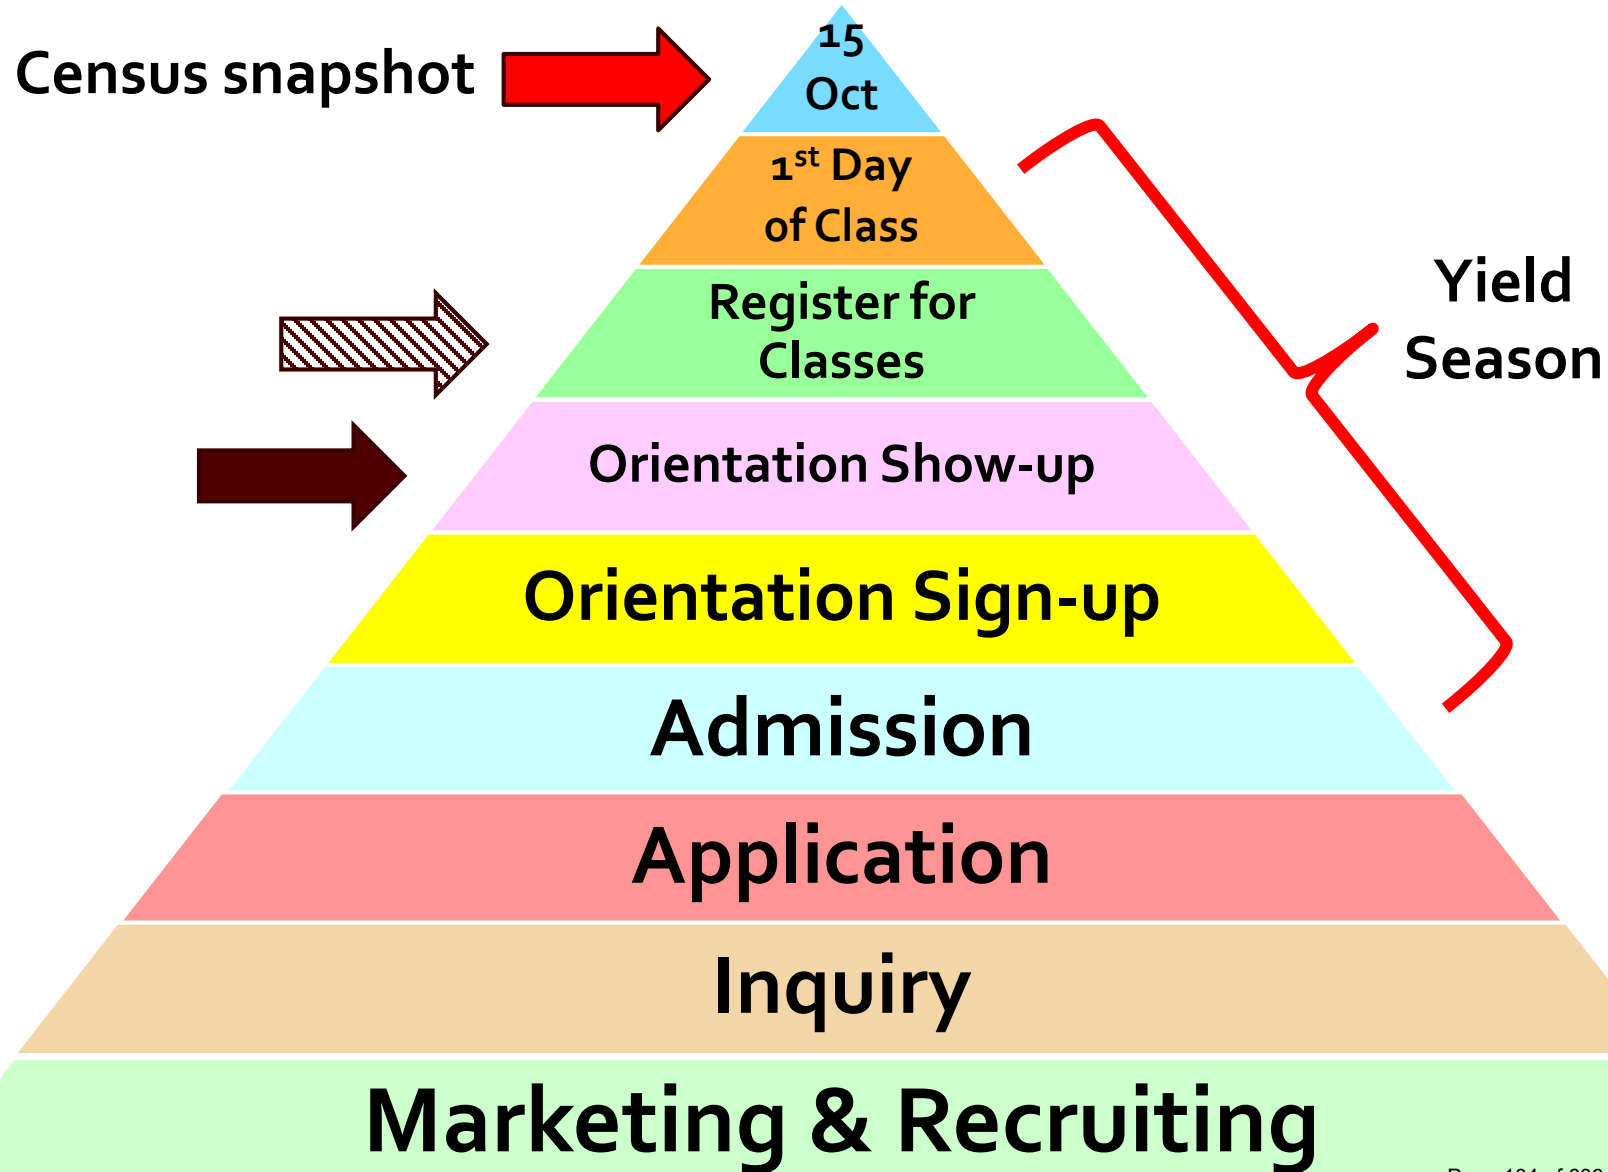 15
Census snapshot
Oct
1st Day
of Class
Register for
Classes
Yield
Season
Orientation Show-up
Orientation Sign-up
Admission
Application
Inquiry
Marketing & Recruiting